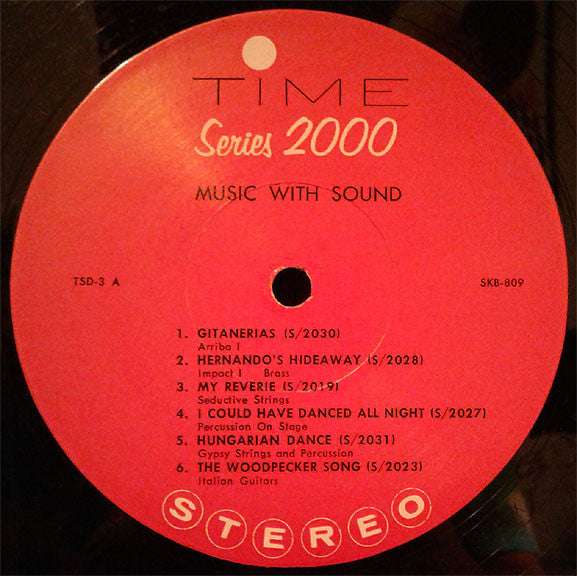 TIME
Series 2000
MUSIC WITH SOUND
TSD-3 A
SKB-809
1. GITANERIAS (S/2030)
Arriba I
2. HERNANDO'S HIDEAWAY (S/2028)
Impact I Brass
3. MY REVERIE (S/2019)
Seductive Strings
4. I COULD HAVE DANCED ALL NIGHT (S/2027)
Percussion On Stage
5. HUNGARIAN DANCE (S/2031)
Gypsy Strings and Percussion
6. THE WOODPECKER SONG (S/2023)
Italian Guitars
STEREO